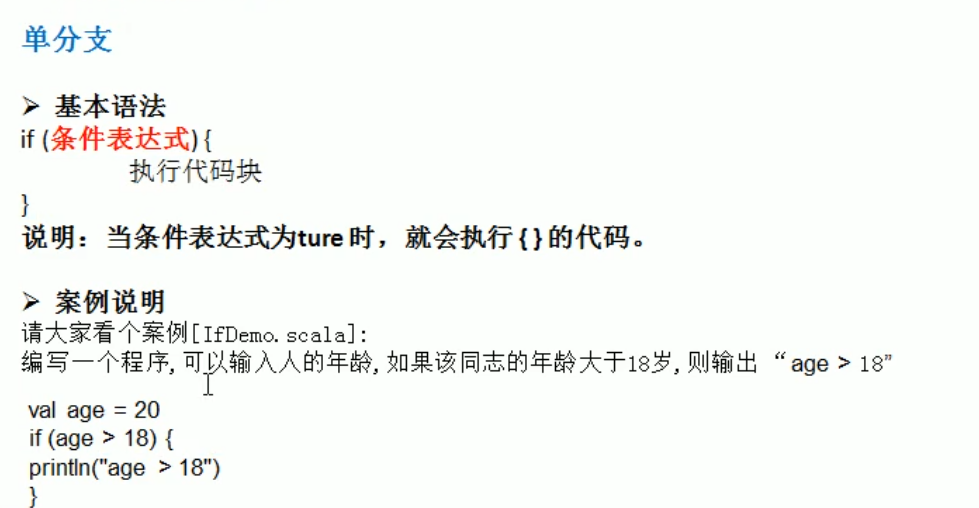 单分支
➤ 基本语法
if (条件表达式){
执行代码块
}
说明：当条件表达式为ture 时，就会执行 { } 的代码。
➤ 案例说明
请大家看个案例[IfDemo.scala]:
编写一个程序,可以输入人的年龄,如果该同志的年龄大于18岁,则输出 “age > 18”
val age = 20
if (age > 18) {
println("age > 18")
}